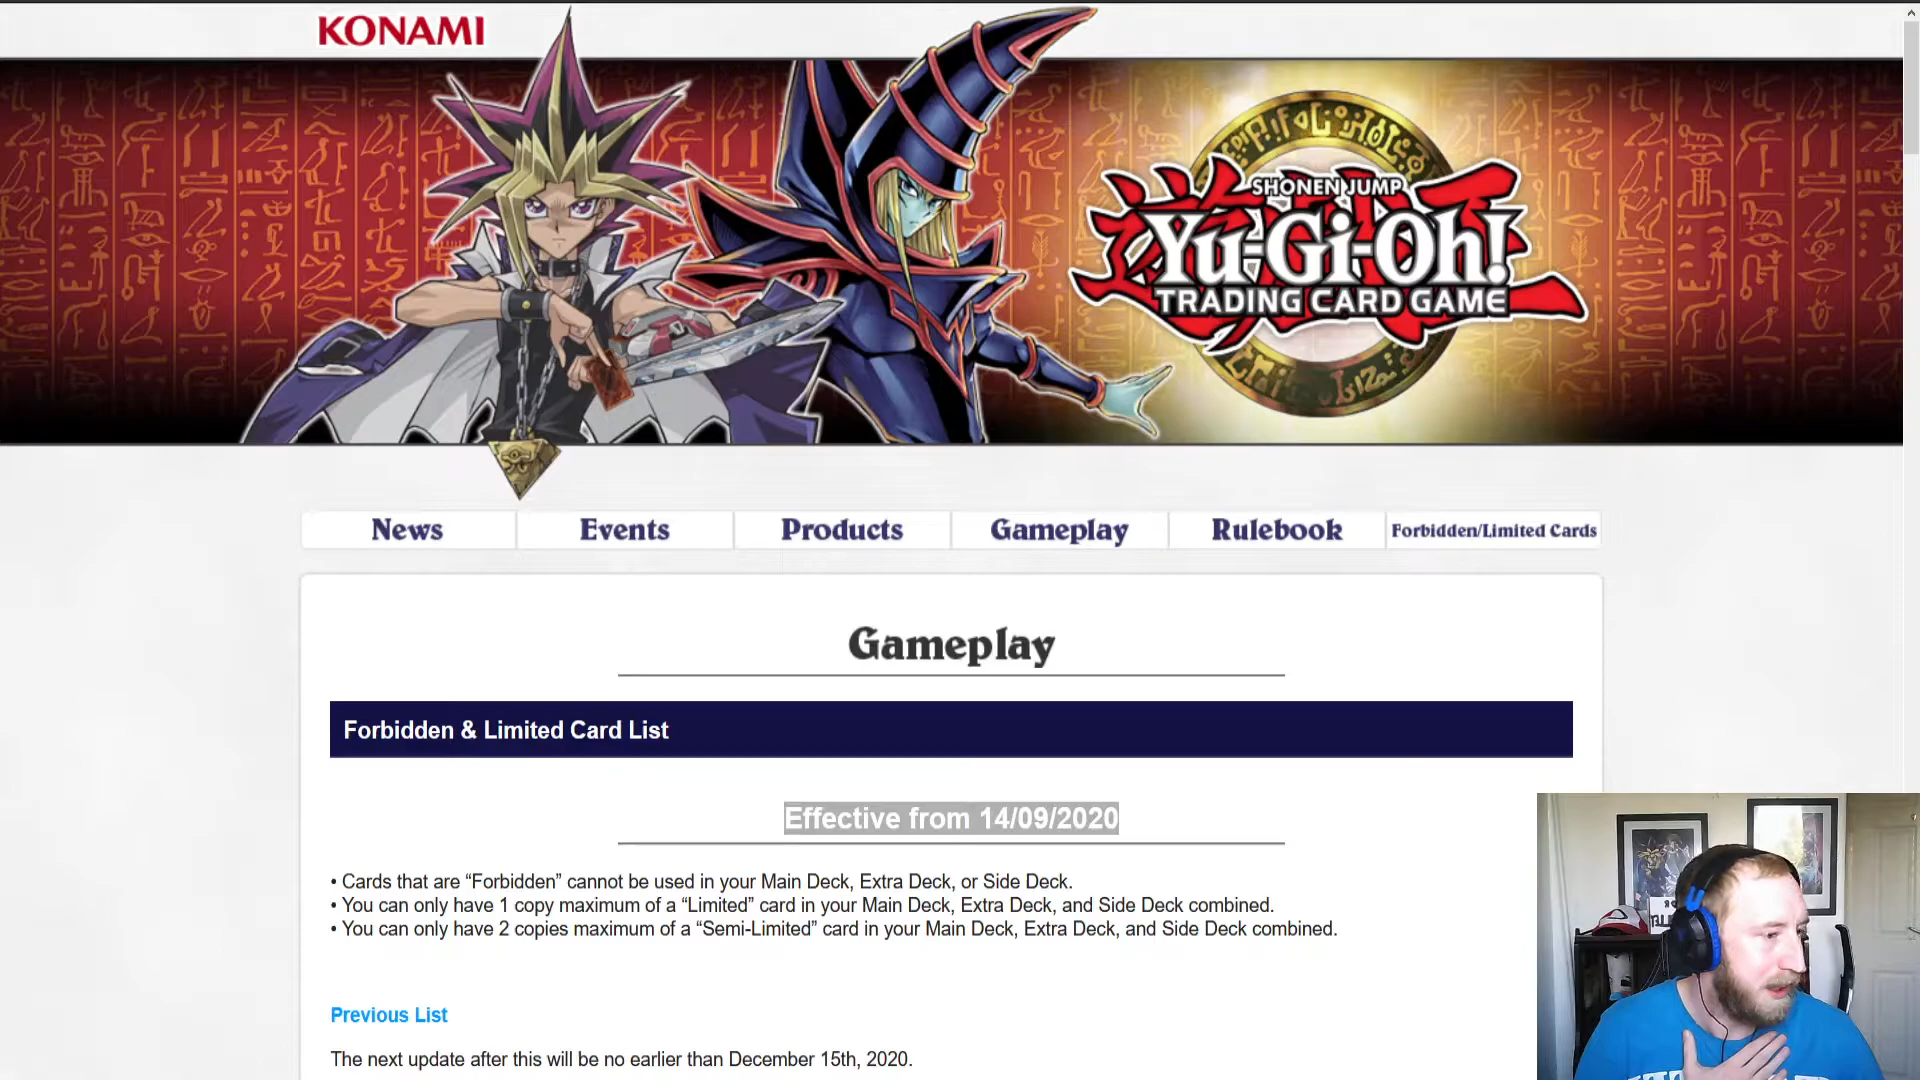 KONAMI
SHONEN JUMP
Yu-Gi-Oh!
TRADING CARD GAME
News
Events
Products
Gameplay
Rulebook
Forbidden/Limited Cards
Gameplay
Forbidden & Limited Card List
Effective from 14/09/2020
• Cards that are “Forbidden” cannot be used in your Main Deck, Extra Deck, or Side Deck.
• You can only have 1 copy maximum of a “Limited” card in your Main Deck, Extra Deck, and Side Deck combined.
• You can only have 2 copies maximum of a “Semi-Limited” card in your Main Deck, Extra Deck, and Side Deck combined.
Previous List
The next update after this will be no earlier than December 15th, 2020.